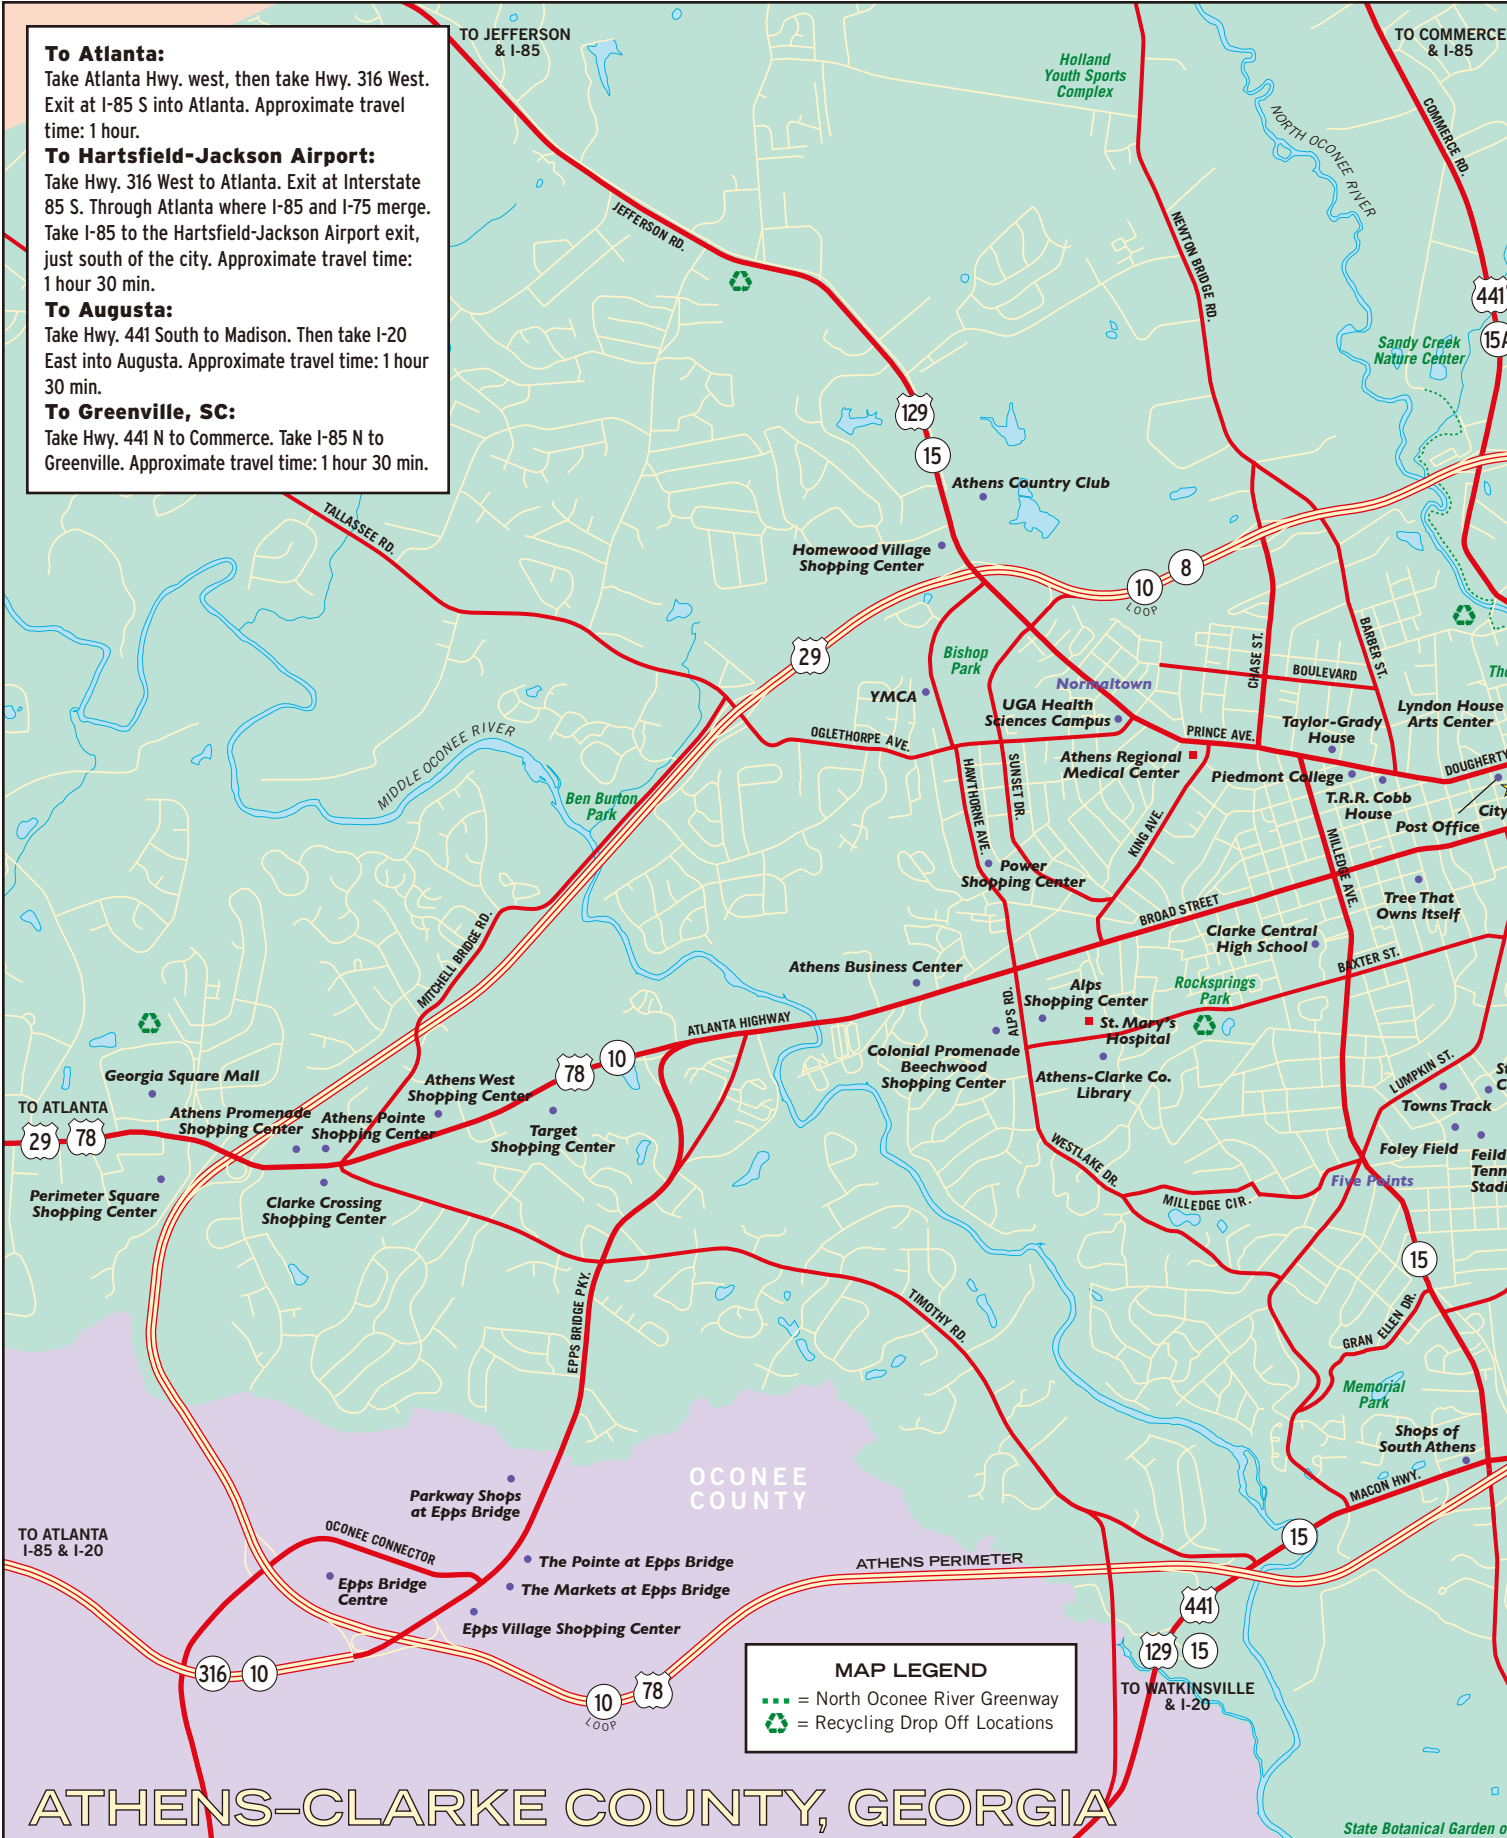 To Atlanta:
Take Atlanta Hwy. west, then take Hwy. 316 West.
Exit at I-85 S into Atlanta. Approximate travel
time: 1 hour.
To Hartsfield-Jackson Airport:
Take Hwy. 316 West to Atlanta. Exit at Interstate
85 S. Through Atlanta where I-85 and I-75 merge.
Take I-85 to the Hartsfield-Jackson Airport exit,
just south of the city. Approximate travel time:
1 hour 30 min.
To Augusta:
Take Hwy. 441 South to Madison. Then take I-20
East into Augusta. Approximate travel time: 1 hour
30 min.
To Greenville, SC:
Take Hwy. 441 N to Commerce. Take I-85 N to
Greenville. Approximate travel time: 1 hour 30 min.
TO JEFFERSON
& I-85
TO COMMERCE
& I-85
Holland
Youth Sports
Complex
COMMERCE RD.
NORTH OCONEE RIVER
JEFFERSON RD.
NEWTON BRIDGE RD.
441
15A
Sandy Creek
Nature Center
129
15
Athens Country Club
TALLASSEE RD.
Homewood Village
Shopping Center
8
10
LOOP
29
Bishop
Park
Normaltown
CHASE ST.
BARBER ST.
BOULEVARD
The
YMCA
UGA Health
Sciences Campus
Lyndon House
Arts Center
Taylor-Grady
House
PRINCE AVE.
OGLETHORPE AVE.
MIDDLE OCONEE RIVER
Athens Regional
Medical Center
Piedmont College
DOUGHERTY
T.R.R. Cobb
House
City
Post Office
Ben Burton
Park
HAWTHORNE AVE.
SUNSET DR.
KING AVE.
MILLEDGE AVE.
Power
Shopping Center
Tree That
Owns Itself
BROAD STREET
Clarke Central
High School
BAXTER ST.
MITCHELL BRIDGE RD.
Athens Business Center
Rocksprings
Park
Alps
Shopping Center
ALPS RD.
ATLANTA HIGHWAY
St. Mary's
Hospital
Colonial Promenade
Beechwood
Shopping Center
Athens-Clarke Co.
Library
78
10
Georgia Square Mall
Athens West
Shopping Center
LUMPKIN ST.
St
C
Towns Track
TO ATLANTA
29
78
Athens Promenade
Shopping Center
Athens Pointe
Shopping Center
Target
Shopping Center
Foley Field
Feild
Tenn
Stadi
WESTLAKE DR.
Five Points
MILLEDGE CIR.
Perimeter Square
Shopping Center
Clarke Crossing
Shopping Center
15
EPPS BRIDGE PKY.
TIMOTHY RD.
GRAN ELLEN DR.
Memorial
Park
Shops of
South Athens
OCONEE
COUNTY
MACON HWY.
Parkway Shops
at Epps Bridge
TO ATLANTA
I-85 & I-20
OCONEE CONNECTOR
15
The Pointe at Epps Bridge
ATHENS PERIMETER
Epps Bridge
Centre
The Markets at Epps Bridge
Epps Village Shopping Center
441
129
15
316
10
10
LOOP
78
TO WATKINSVILLE
& I-20
MAP LEGEND
= North Oconee River Greenway
= Recycling Drop Off Locations
ATHENS-CLARKE COUNTY, GEORGIA
State Botanical Garden o